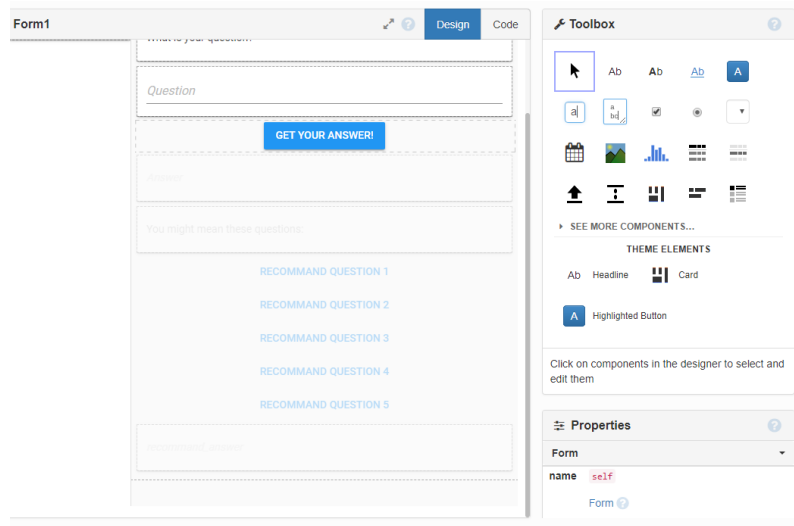 Form1
Design
Code
What is your question?
Question
GET YOUR ANSWER!
Answer
You might mean these questions:
RECOMMAND QUESTION 1
RECOMMAND QUESTION 2
RECOMMAND QUESTION 3
RECOMMAND QUESTION 4
RECOMMAND QUESTION 5
Toolbox
Ab
Ab
Ab
A
a
a
bc
SEE MORE COMPONENTS...
THEME ELEMENTS
Ab Headline
Card
A Highlighted Button
Click on components in the designer to select and
edit them
Properties
Form
name self
Form